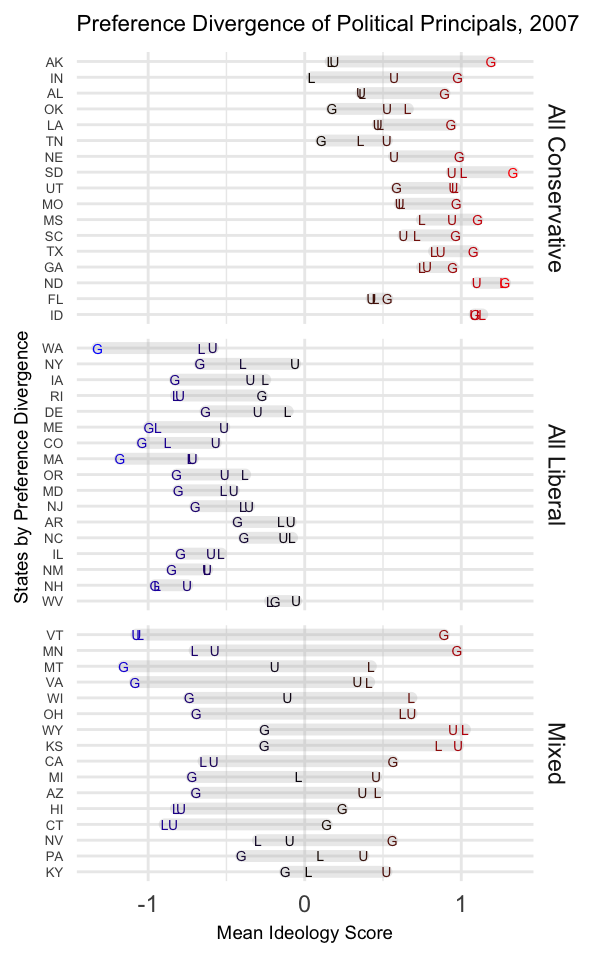 Preference Divergence of Political Principals, 2007
AK L U G
IN L U G
AL U L G
OK G U L
LA U L G
TN G L U
NE U G
SD U L G
UT G U L
MO U L G
MS L U G
SC U L G
TX L U G
GA L U G
ND U L G
FL U L G
ID G U L
All Conservative
WA G L U
NY G L U
IA G U L
RI L U G
DE G U L
ME G L U
CO G L U
MA G L U
OR G U L
MD G L U
NJ G L U
AR G L U
NC G U L
IL G U L
NM G L U
NH G L U
WV L G U
All Liberal
VT U L G
MN L U G
MT G U L
VA G U L
WI G U L
OH G L U
WY G U L
KS G L U
CA L U G
MI G L U
AZ G U L
HI L U G
CT L U G
NV L U G
PA G L U
KY G L U
Mixed
States by Preference Divergence
-1 0 1
Mean Ideology Score